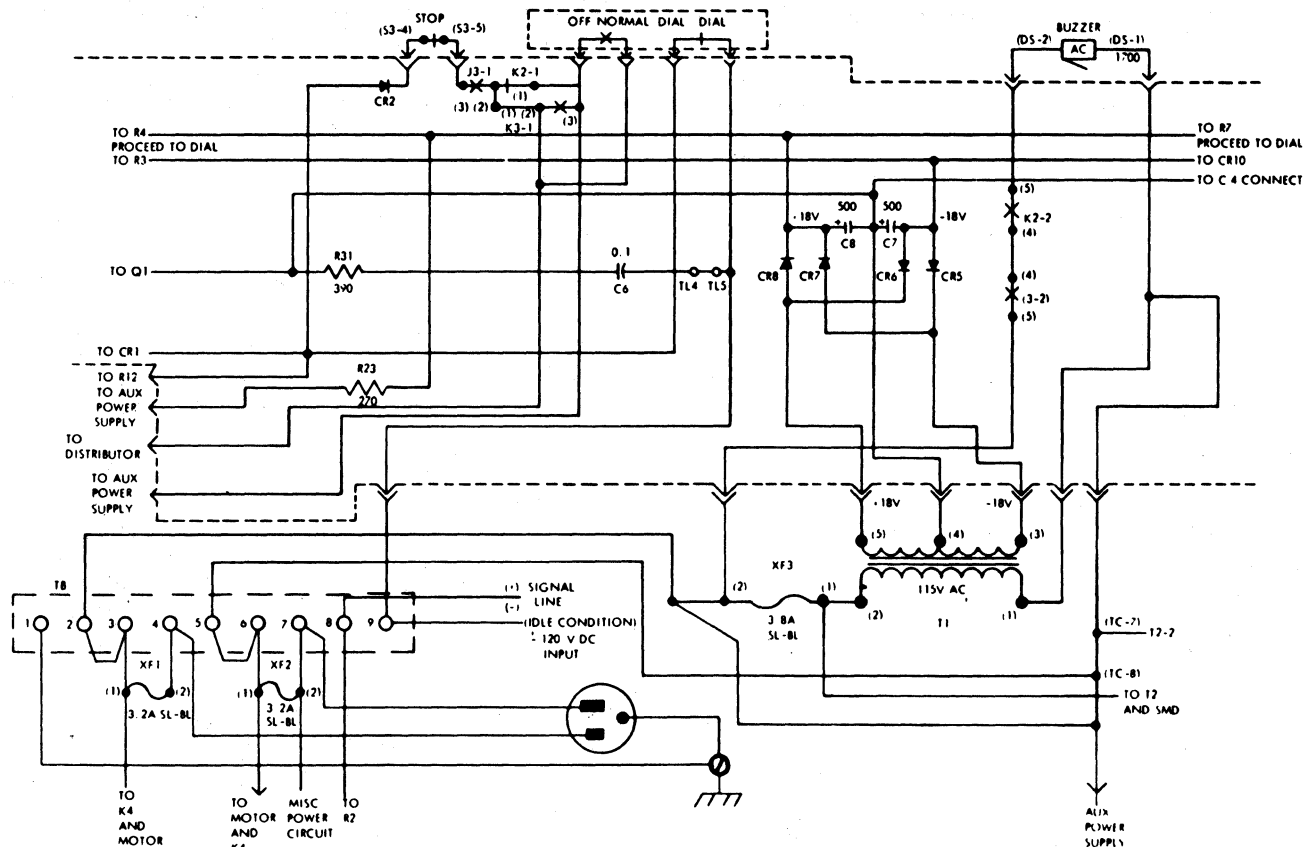 STOP
(S3-4) (S3-5)
OFF NORMAL DIAL DIAL
BUZZER
(DS-2) AC (DS-1)
1700
J3-1 K2-1
CR2
(1)
(3) (2) (1) (2) (3)
K3-1
TO R4
PROCEED TO DIAL
TO R3
TO R7
PROCEED TO DIAL
TO CR10
TO C 4 CONNECT
(5)
K2-2
(4)
500 500
-18V + + -18V
C8 C7
R31
390
0.1
C6
TL4 TL5
TO Q1
CR8 CR7 CR6 CR5
(4)
(3-2)
(5)
TO CR1
TO R12
TO AUX
POWER
SUPPLY
R23
270
TO
DISTRIBUTOR
TO AUX
POWER
SUPPLY
+18V -18V
(5) (4) (3)
XF3
(2) (1)
3 8A
SL-BL
115V AC
(2) T1 (1)
TB
1 2 3 4 5 6 7 8 9
(+) SIGNAL
(-) LINE
(IDLE CONDITION)
120 V DC
INPUT
(TC-7)
T2-2
(TC-8)
TO T2
AND SMD
XF1 XF2
(1) (2) (1) (2)
3.2A SL-BL
3 2A
SL-BL
TO
K4
AND
MOTOR
TO
MOTOR
AND
K4
MISC
POWER
CIRCUIT
TO
R2
AUX
POWER
SUPPLY